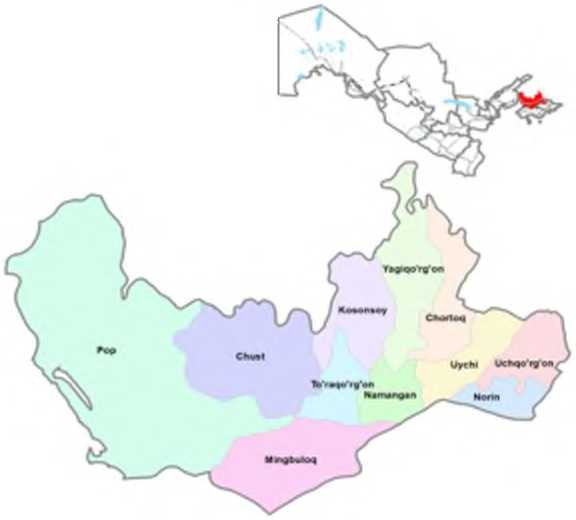 Yagiqo'rg'on
Kosonsoy
Chortoq
Pop
Chust
Uychi
Uchqo'rg'on
To'raqo'rg'on
Namangan
Norin
Mingbuloq